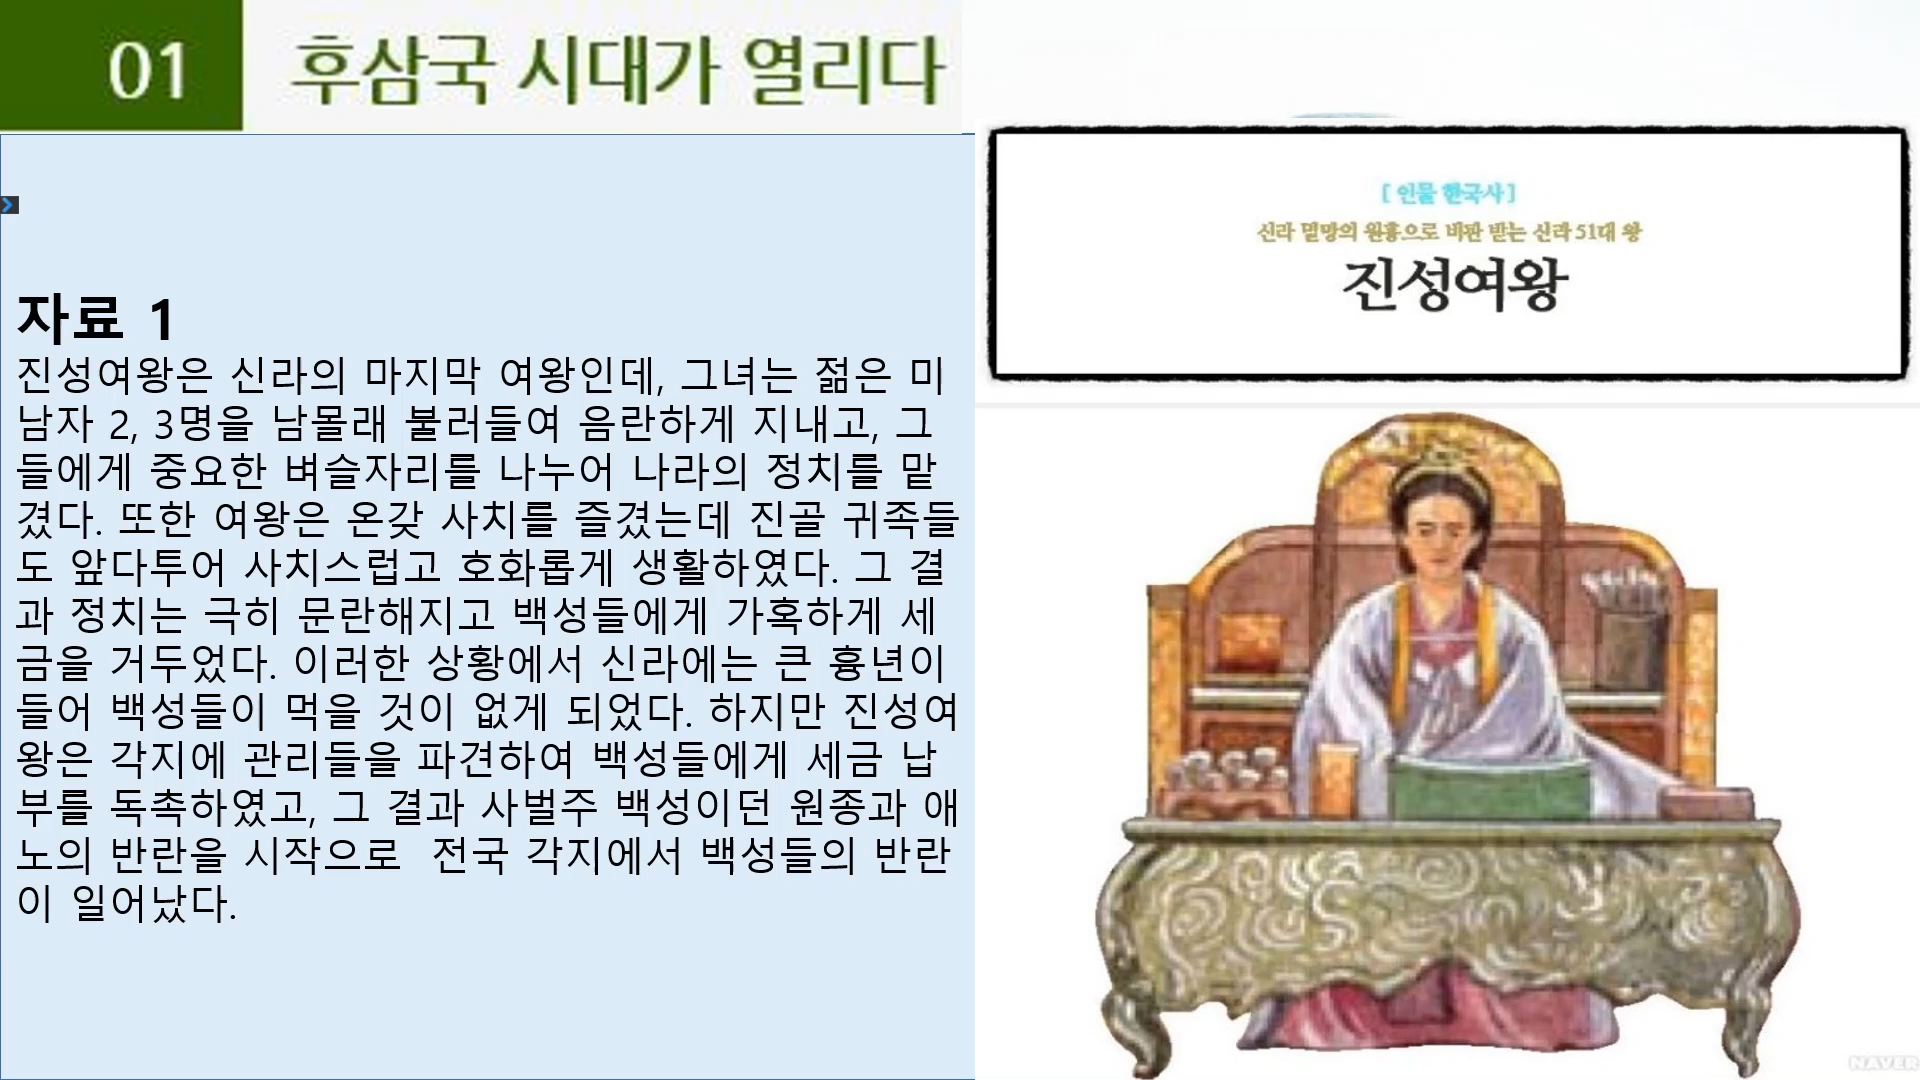 01 후삼국 시대가 열리다
[ 인물 한국사 ]
신라 멸망의 원흉으로 비판 받는 신라 51대 왕
진성여왕
자료 1
진성여왕은 신라의 마지막 여왕인데, 그녀는 젊은 미
남자 2, 3명을 남몰래 불러들여 음란하게 지내고, 그
들에게 중요한 벼슬자리를 나누어 나라의 정치를 맡
겼다. 또한 여왕은 온갖 사치를 즐겼는데 진골 귀족들
도 앞다투어 사치스럽고 호화롭게 생활하였다. 그 결
과 정치는 극히 문란해지고 백성들에게 가혹하게 세
금을 거두었다. 이러한 상황에서 신라에는 큰 흉년이
들어 백성들이 먹을 것이 없게 되었다. 하지만 진성여
왕은 각지에 관리들을 파견하여 백성들에게 세금 납
부를 독촉하였고, 그 결과 사벌주 백성이던 원종과 애
노의 반란을 시작으로  전국 각지에서 백성들의 반란
이 일어났다.
NAVER